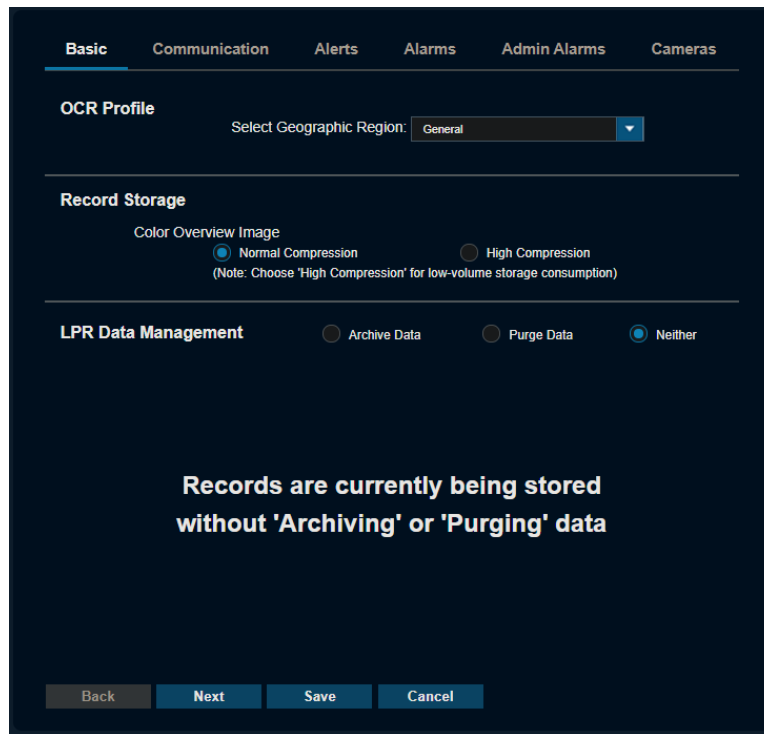 Basic Communication Alerts Alarms Admin Alarms Cameras
OCR Profile
Select Geographic Region: General
Record Storage
Color Overview Image
Normal Compression High Compression
(Note: Choose 'High Compression' for low-volume storage consumption)
LPR Data Management Archive Data Purge Data Neither
Records are currently being stored
without 'Archiving' or 'Purging' data
Back Next Save Cancel